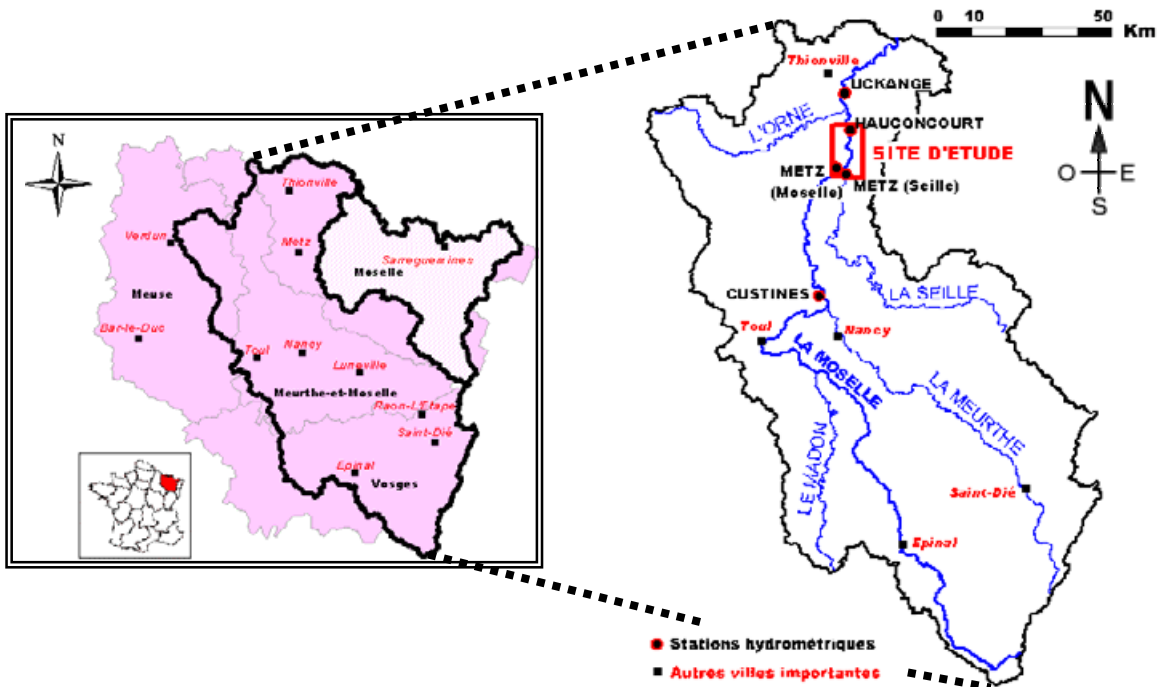 N
Thionville
Verdun
Metz
Sarreguemines
Moselle
Meuse
Bar-le-Duc
Toul
Nancy
Luneville
Meurthe-et-Moselle
Raon-L'Etape
Saint-Dié
Epinal
Vosges
0 10 50 Km
Thionville
UCKANGE
L'ORNE
HAUCONCOURT
SITE D'ETUDE
METZ
(Moselle)
METZ (Seille)
N
O E
S
CUSTINES
LA SEILLE
Toul
Nancy
LA MOSELLE
LA MEURTHE
LE MADON
Saint-Dié
Epinal
Stations hydrométriques
Autres villes importantes